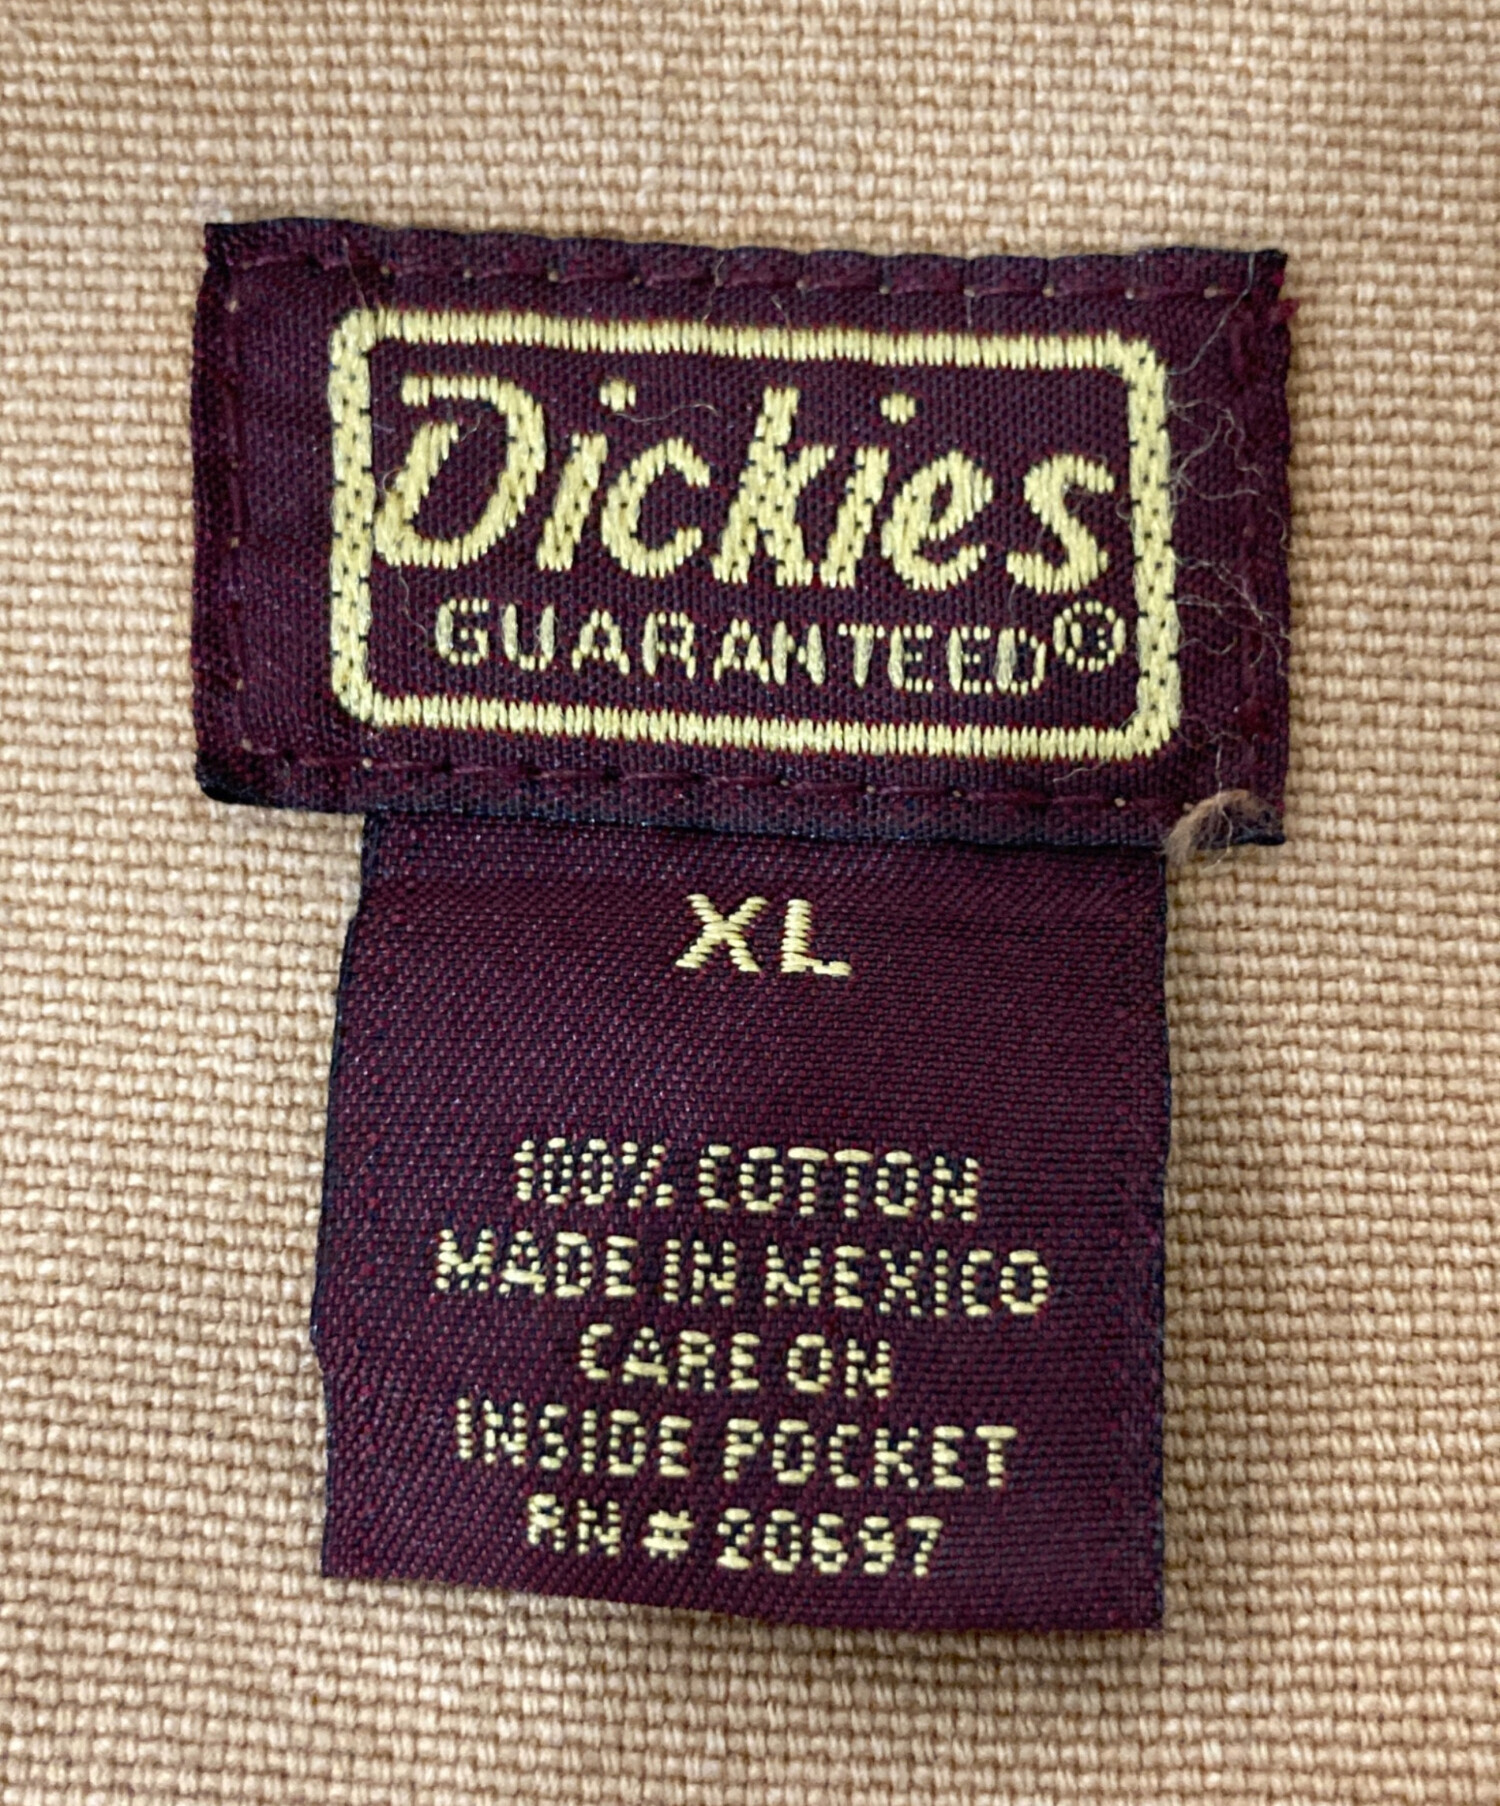 Dickies
GUARANTEED®
XL
100% COTTON
MADE IN MEXICO
CARE ON
INSIDE POCKET
RN # 20697